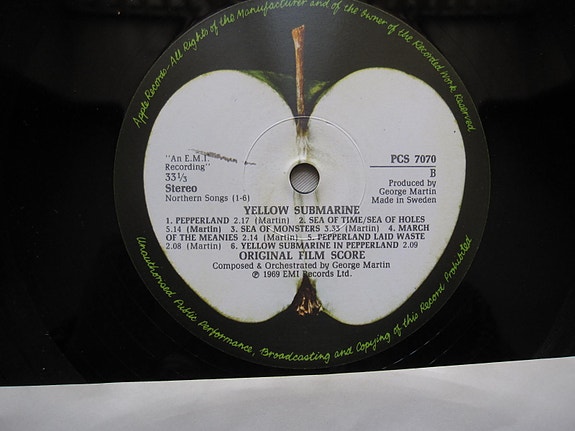 Apple Records–All Rights of the Manufacturer and of the Owner of the Recorded Work Reserved
"An E.M.I.
Recording"
33⅓
Stereo
Northern Songs (1-6)
PCS 7070
B
Produced by
George Martin
Made in Sweden
YELLOW SUBMARINE
1. PEPPERLAND 2.17 (Martin) 2. SEA OF TIME/SEA OF HOLES
5.14 (Martin) 3. SEA OF MONSTERS 3.33 (Martin) 4. MARCH
OF THE MEANIES 2.14 (Martin) 5. PEPPERLAND LAID WASTE
2.08 (Martin) 6. YELLOW SUBMARINE IN PEPPERLAND 2.09
ORIGINAL FILM SCORE
Composed & Orchestrated by George Martin
℗ 1969 EMI Records Ltd.
Unauthorised Public Performance, Broadcasting and Copying of this Record Prohibited